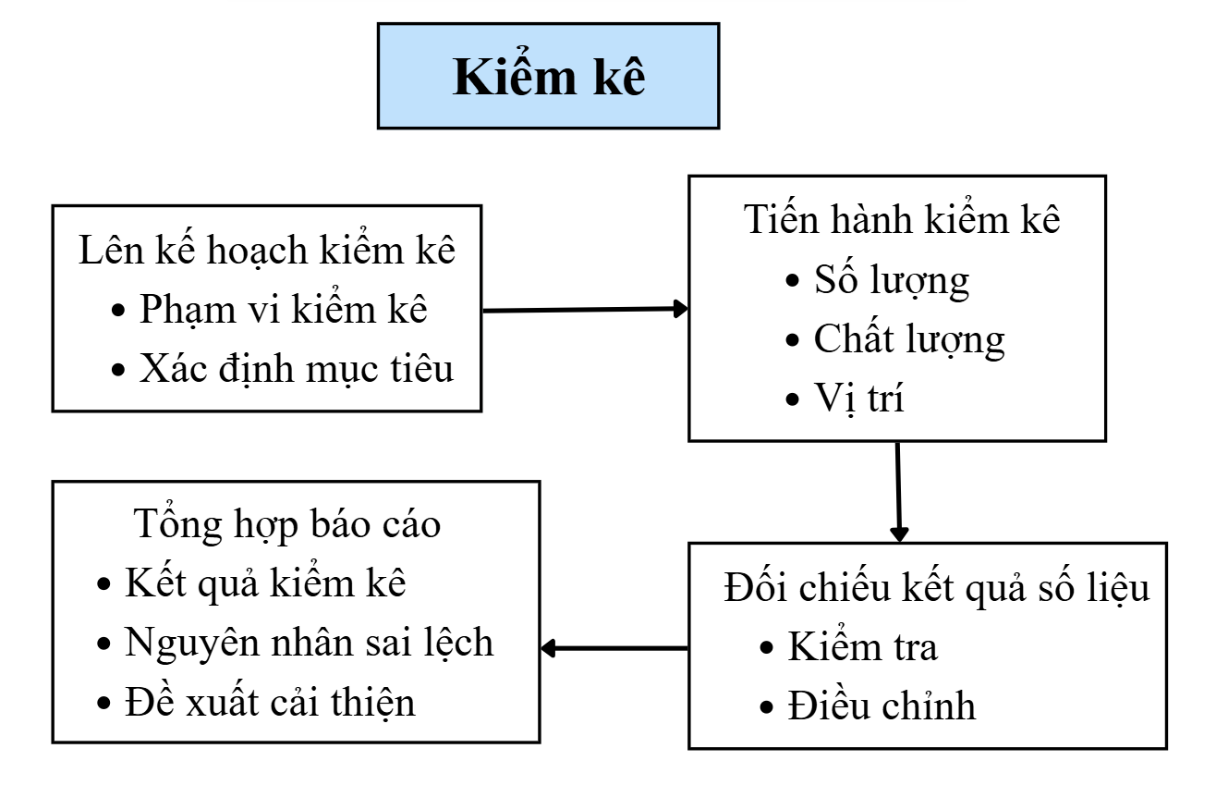 Kiểm kê
Lên kế hoạch kiểm kê
• Phạm vi kiểm kê
• Xác định mục tiêu
Tiến hành kiểm kê
• Số lượng
• Chất lượng
• Vị trí
Đối chiếu kết quả số liệu
• Kiểm tra
• Điều chỉnh
Tổng hợp báo cáo
• Kết quả kiểm kê
• Nguyên nhân sai lệch
• Đề xuất cải thiện